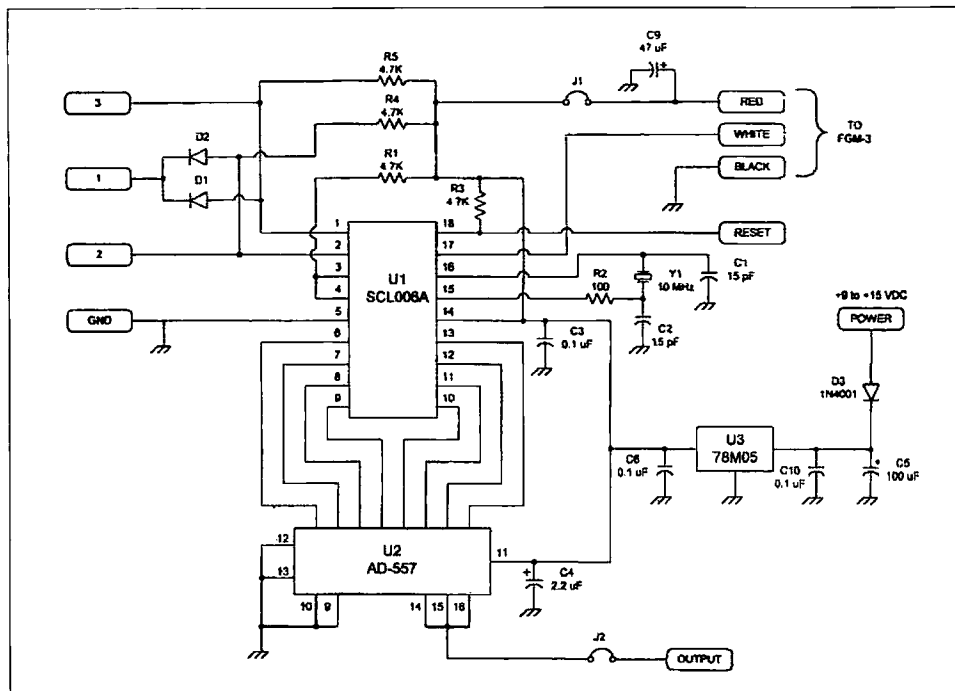 C9
47 uF
R5
4.7K
J1
3
R4
4.7K
RED
WHITE
TO
FGM-3
D2
R1
4.7K
BLACK
1
D1
R3
4.7K
1
18
RESET
2
17
2
3
U1
SCL006A
16
4
15
R2
100
Y1
10 MHz
C1
15 pF
GND
5
14
+9 to +15 VDC
POWER
6
13
C3
0.1 uF
C2
15 pF
7
12
8
11
9
10
D3
1N4001
U3
78M05
C6
0.1 uF
C10
0.1 uF
C5
100 uF
12
U2
AD-557
11
13
C4
2.2 uF
10
9
14
15
16
J2
OUTPUT